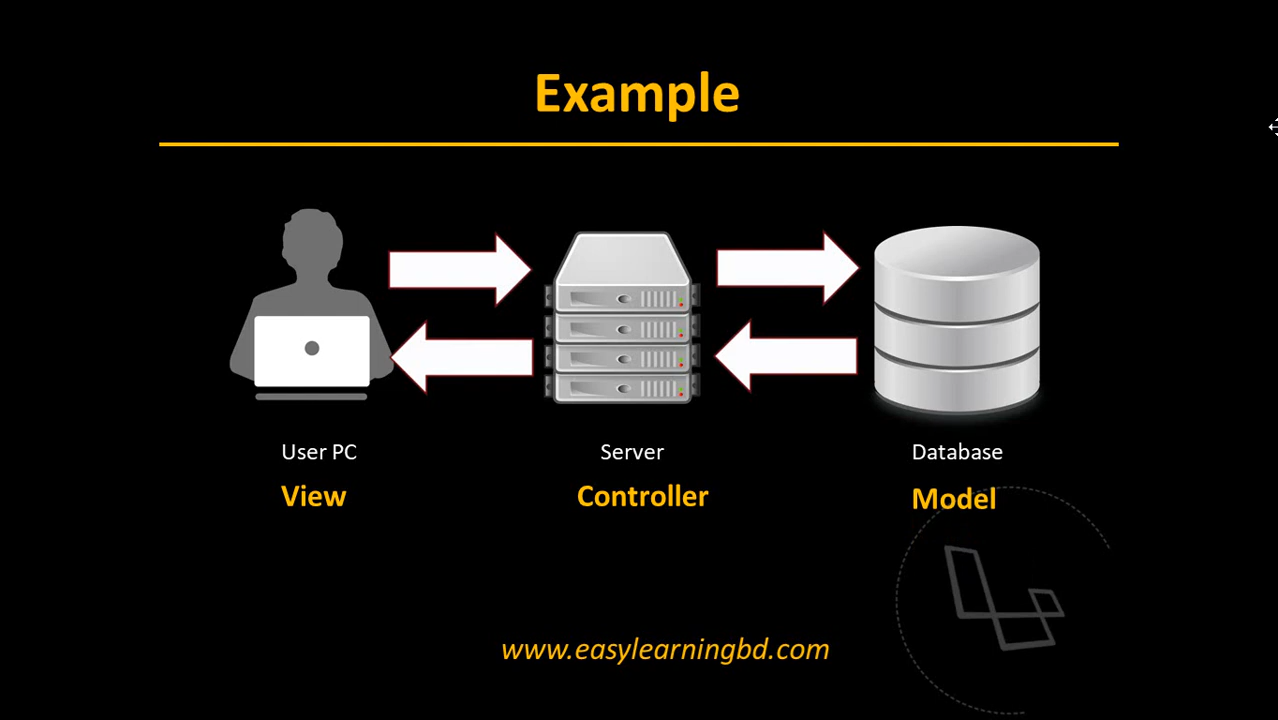 Example
User PC
Server
Database
View
Controller
Model
www.easylearningbd.com